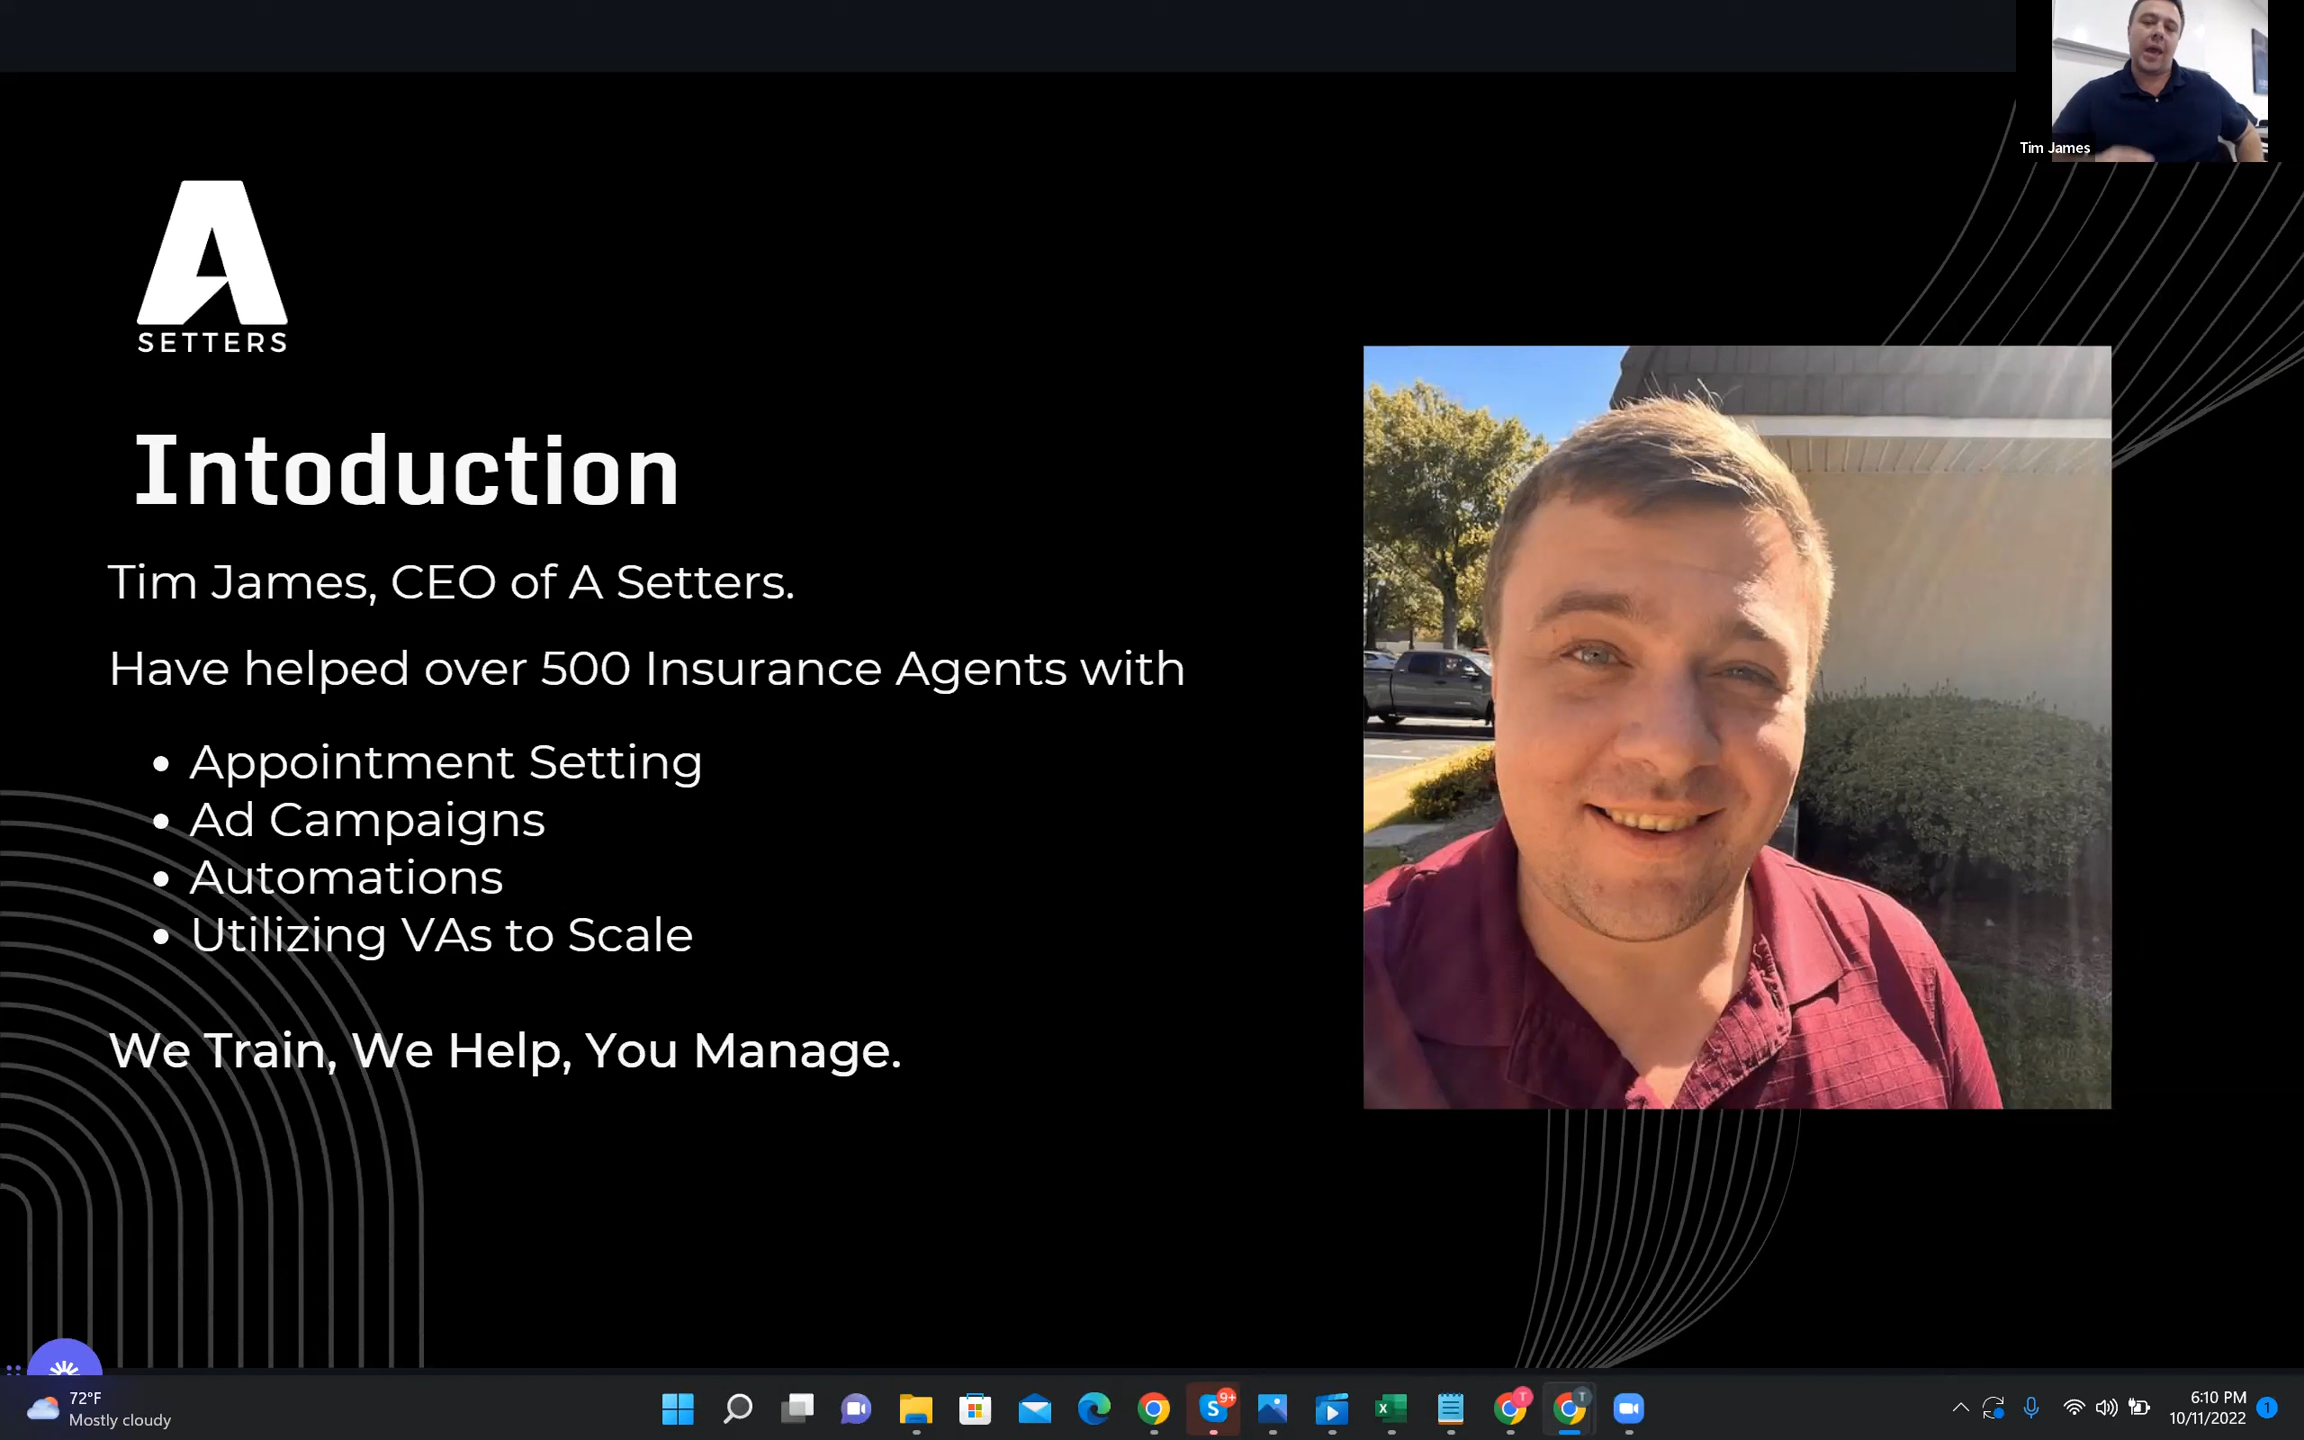 Tim James
A
SETTERS
Intoduction
Tim James, CEO of A Setters.
Have helped over 500 Insurance Agents with
• Appointment Setting
• Ad Campaigns
• Automations
• Utilizing VAs to Scale
We Train, We Help, You Manage.
72°F
Mostly cloudy
9+
T
T
6:10 PM
10/11/2022
1